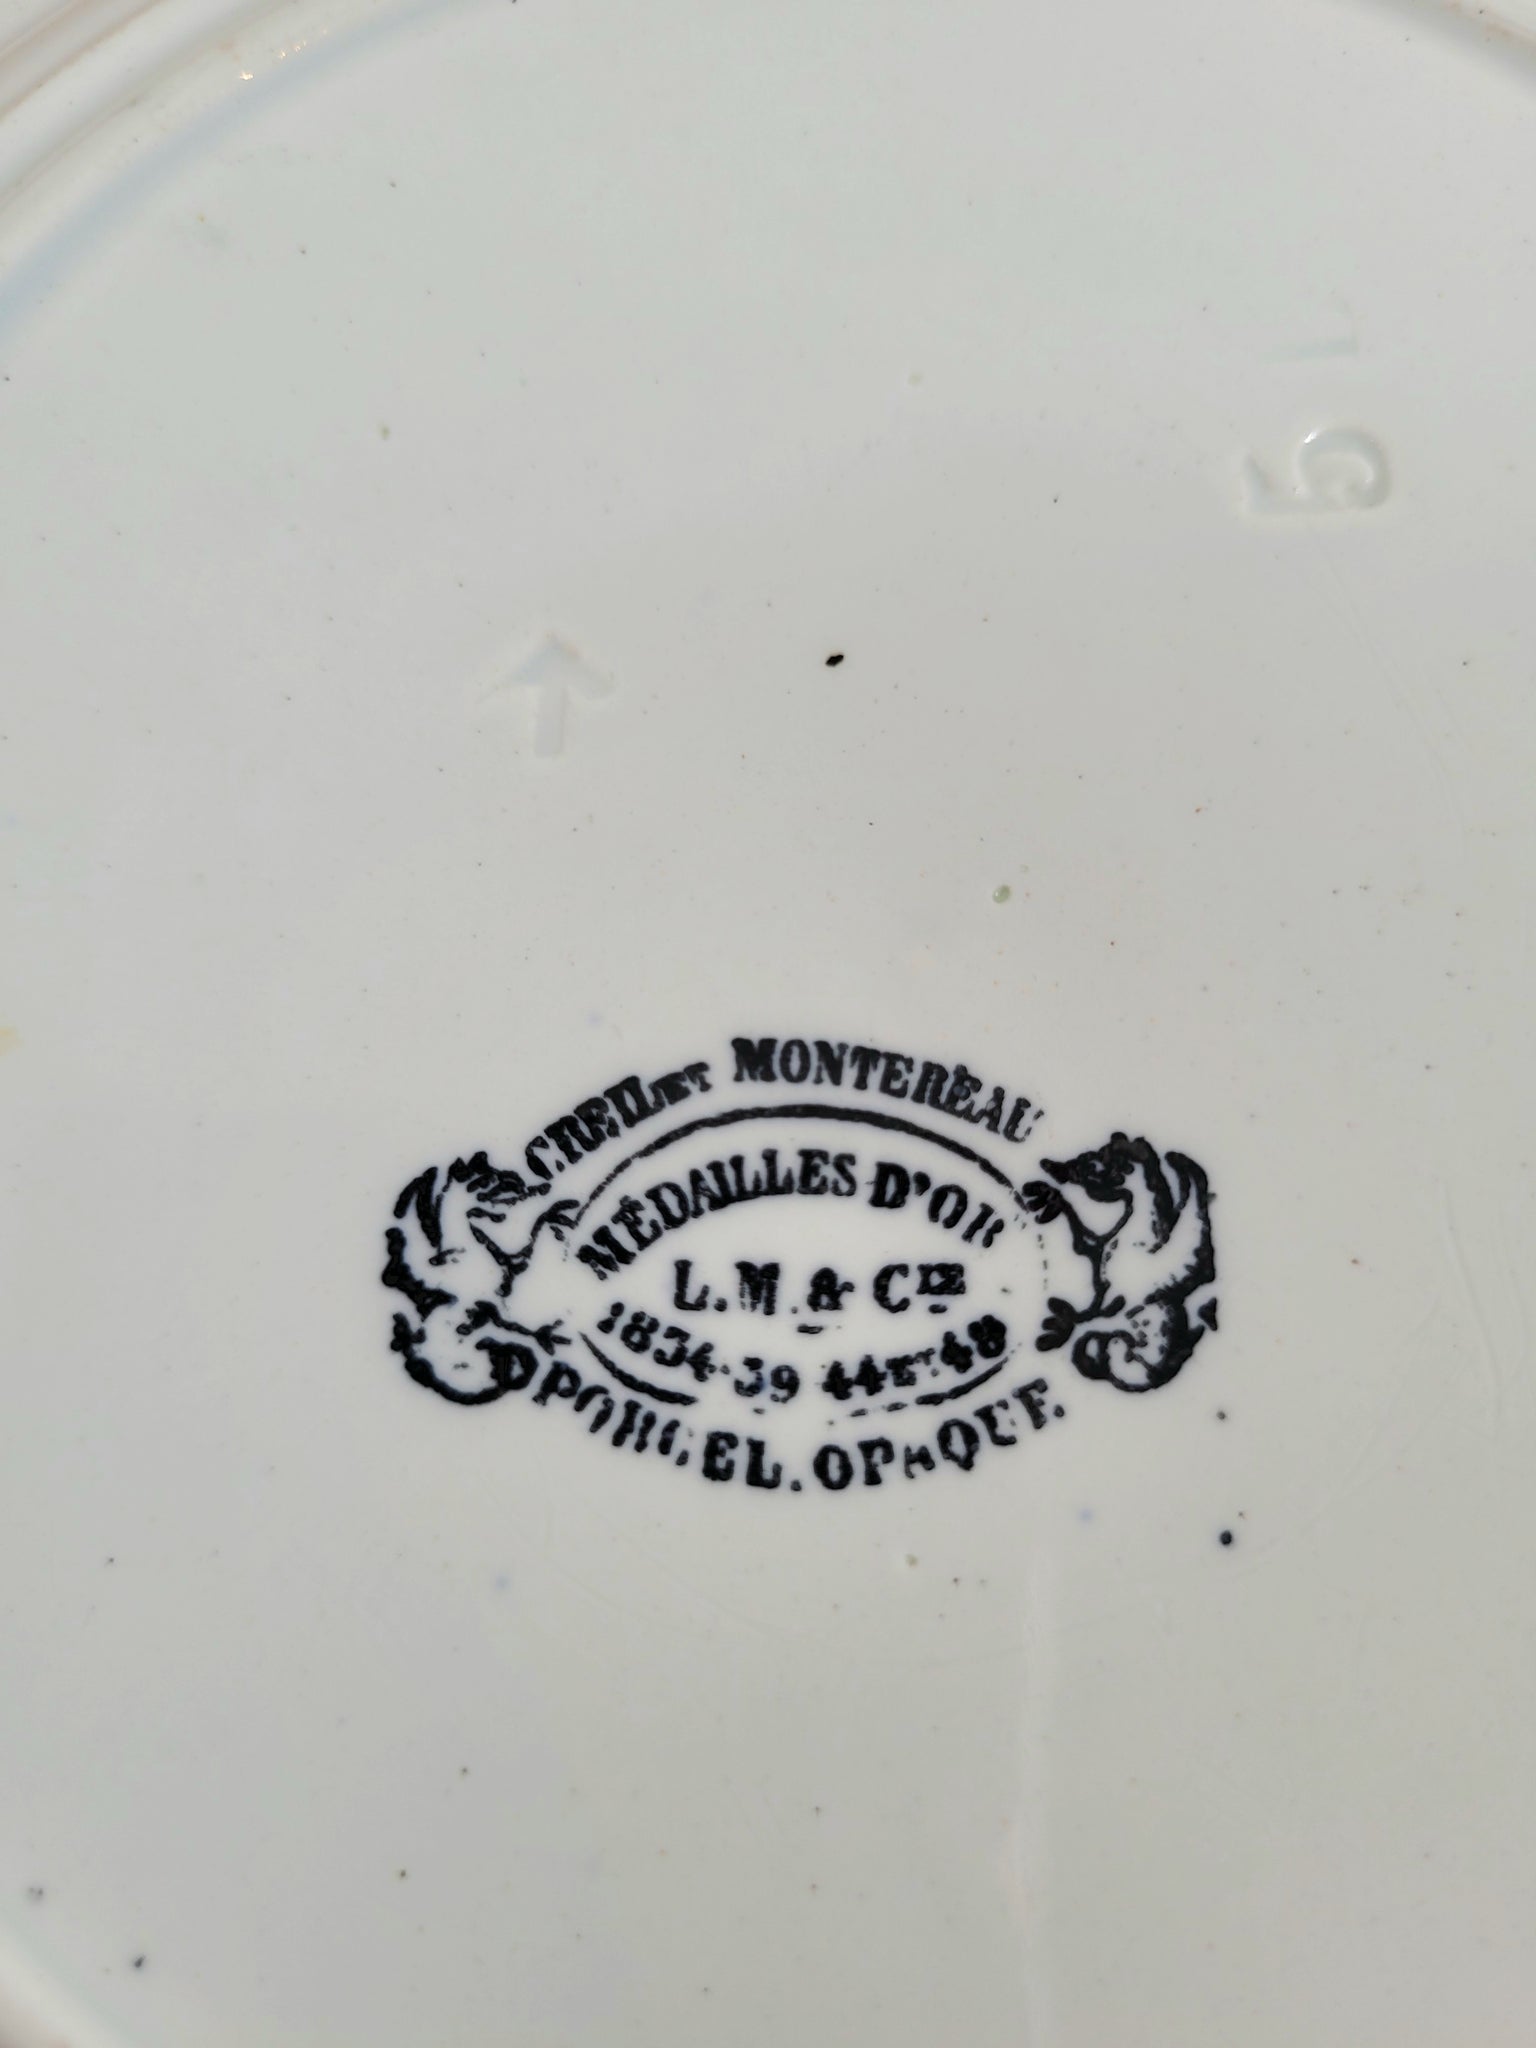 CREIL ET MONTEREAU
MÉDAILLES D'OR
L.M. & CIE
1834.39 44 ET 48
PORCEL. OPAQUE.